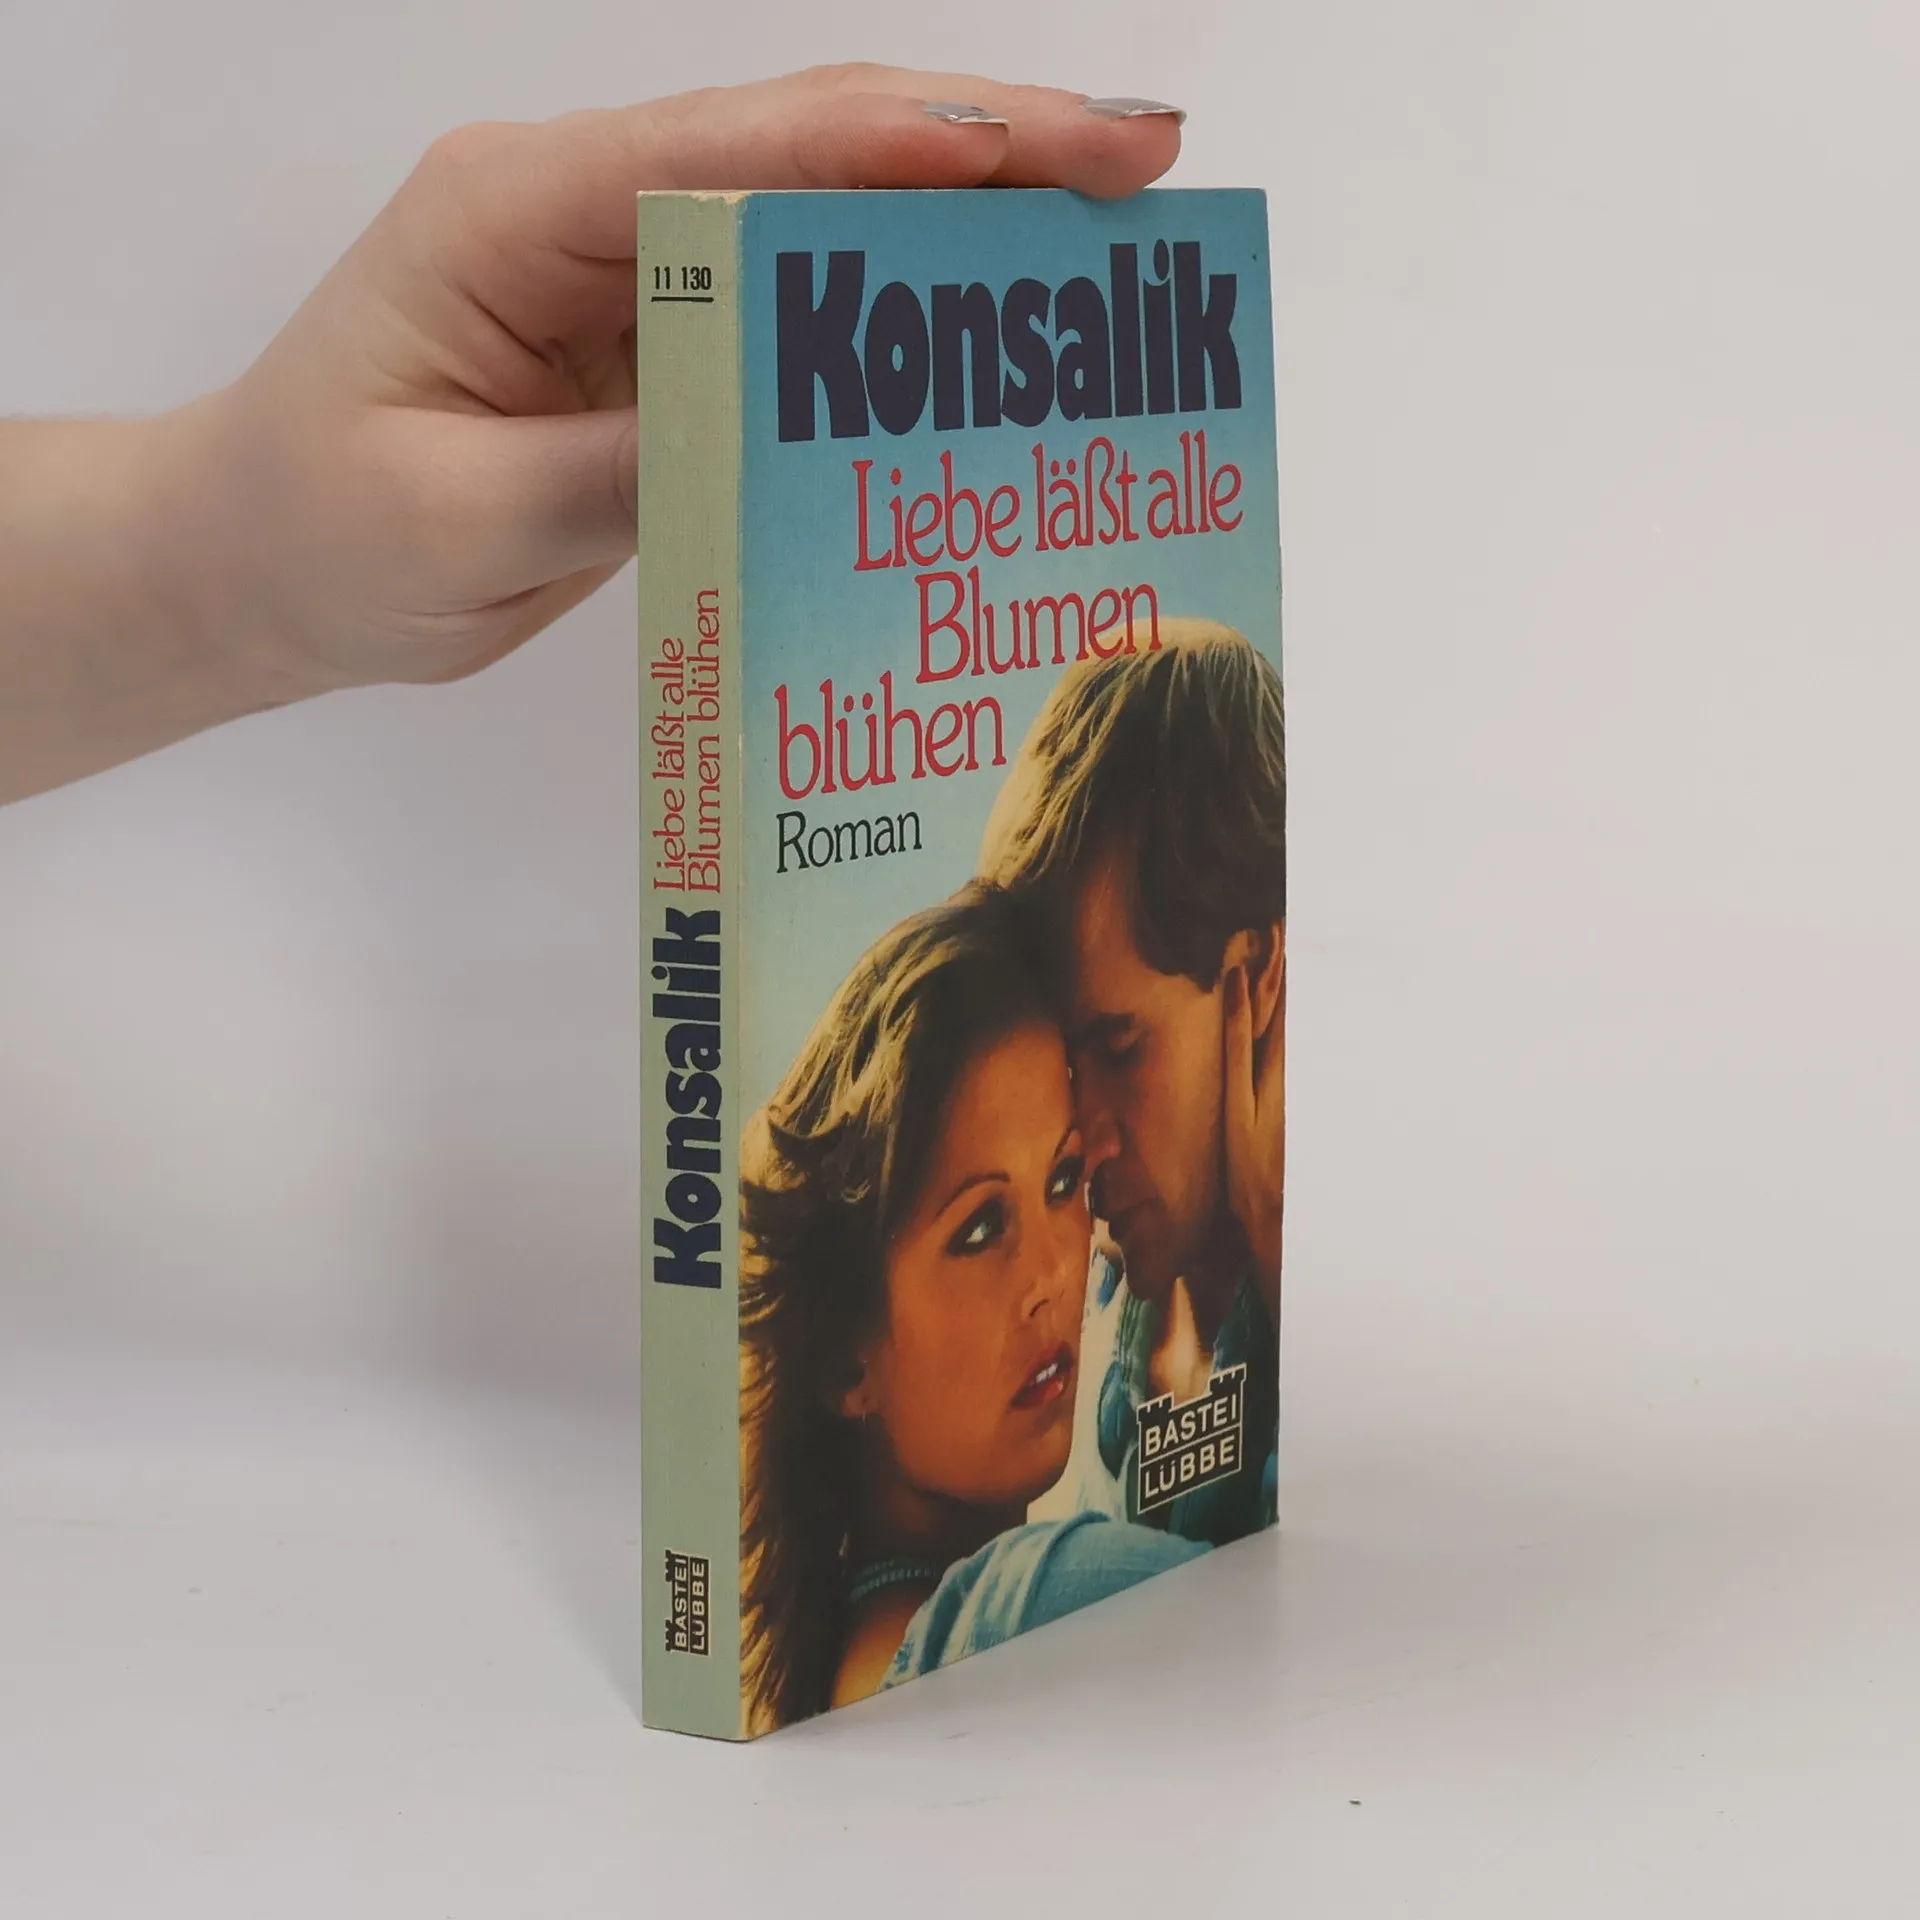 11 130
Liebe läßt alle
Blumen blühen
Konsalik
BASTEI
LÜBBE
Konsalik
Liebe läßt alle
Blumen
blühen
Roman
BASTEI
LÜBBE